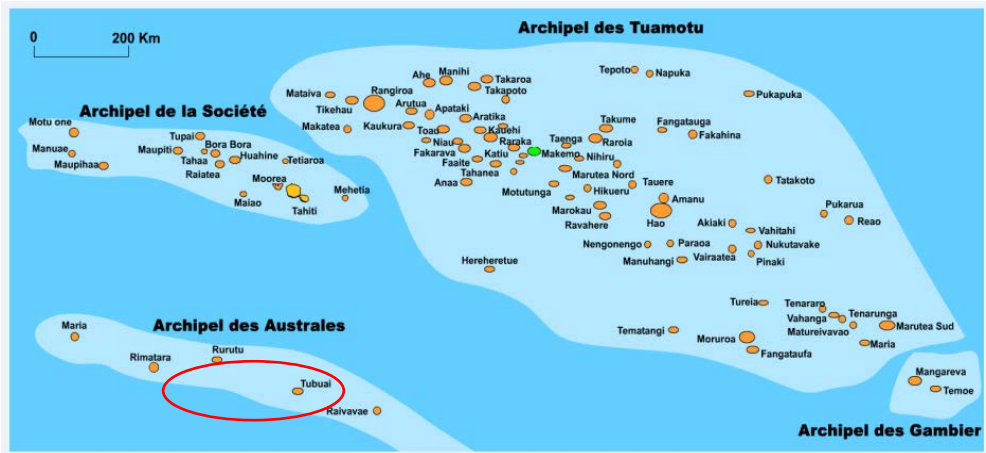 Archipel des Tuamotu
0 200 Km
Tepoto
Napuka
Ahe
Manihi
Takaroa
Takapoto
Pukapuka
Mataiva
Rangiroa
Tikehau
Arutua
Apataki
Aratika
Takume
Fangatauga
Fakahina
Makatea
Kaukura
Toao
Kauehi
Raroia
Niau
Raraka
Taenga
Fakarava
Katiu
Makemo
Nihiru
Faaite
Tahanea
Marutea Nord
Anaa
Motutunga
Hikueru
Tauere
Tatakoto
Amanu
Marokau
Hao
Ravahere
Akiaki
Pukarua
Reao
Vahitahi
Nengonengo
Paraoa
Nukutavake
Manuhangi
Vairaatea
Pinaki
Hereheretue
Tureia
Tenararo
Vahanga
Tenarunga
Matureivavao
Marutea Sud
Tematangi
Moruroa
Maria
Fangataufa
Archipel de la Société
Motu one
Tupai
Bora Bora
Manuae
Maupiti
Huahine
Maupihaa
Tahaa
Tetiaroa
Raiatea
Moorea
Mehetia
Maiao
Tahiti
Archipel des Australes
Maria
Rurutu
Rimatara
Tubuai
Raivavae
Mangareva
Temoe
Archipel des Gambier